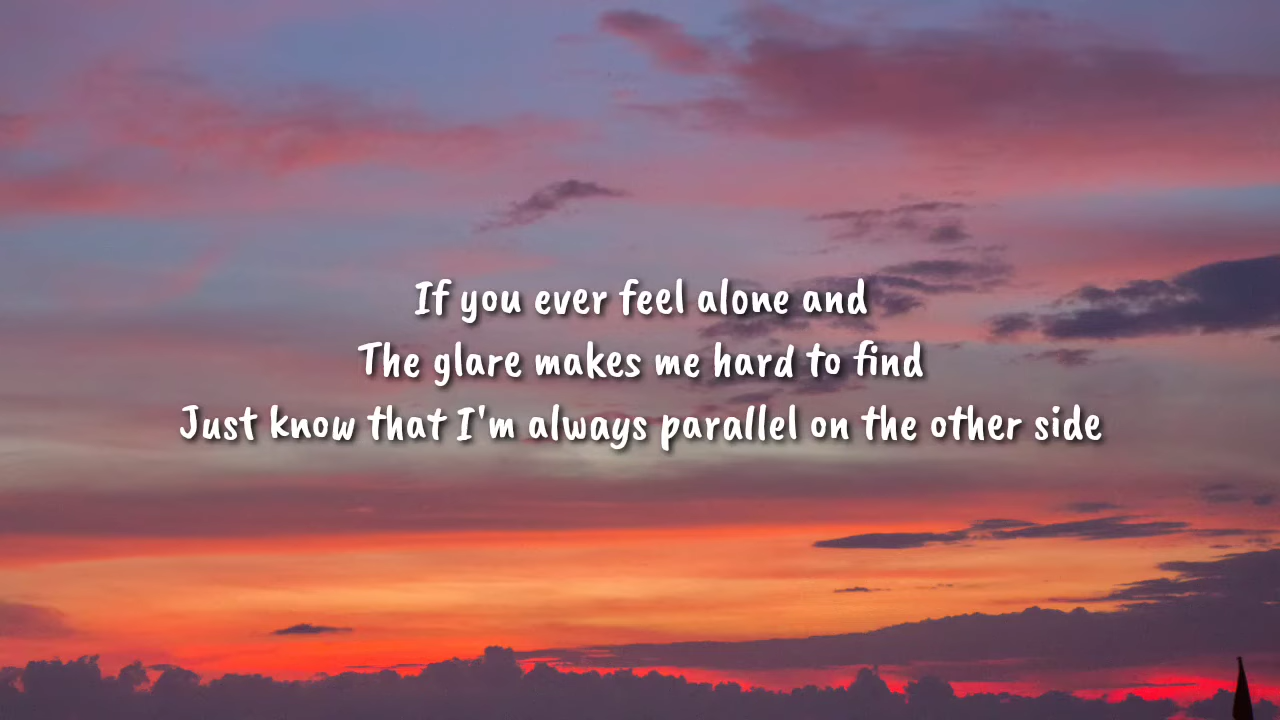 If you ever feel alone and
The glare makes me hard to find
Just know that I'm always parallel on the other side